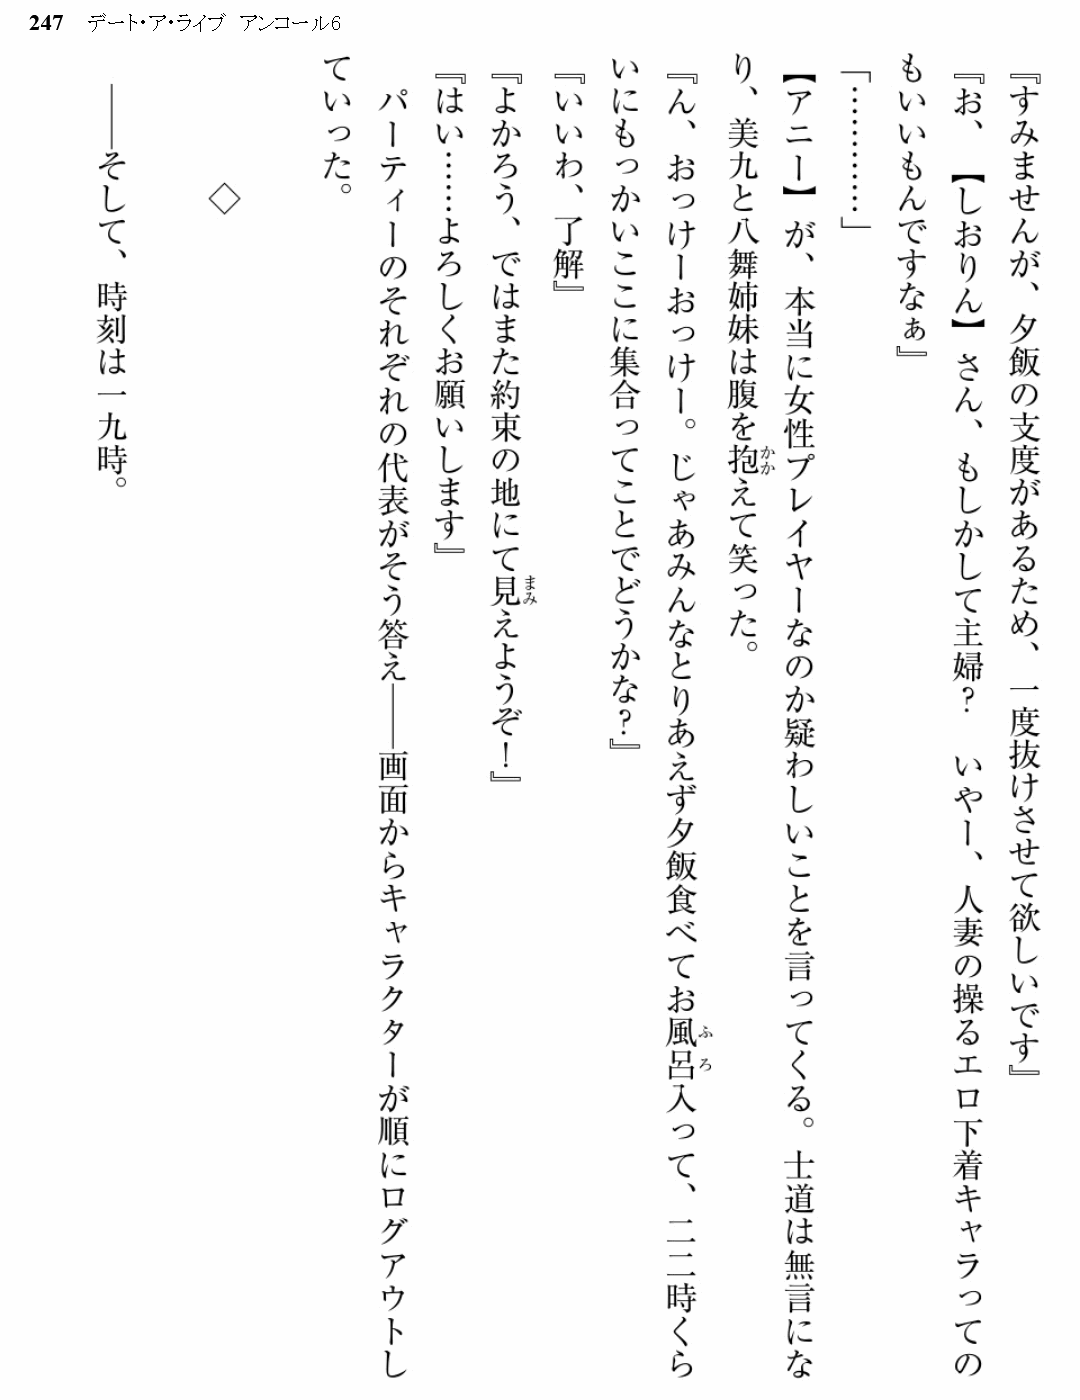 247 デート・ア・ライブ アンコール6
『すみませんが、夕飯の支度があるため、一度抜けさせて欲しいです』
『お、【しおりん】さん、もしかして主婦？　いやー、人妻の操るエロ下着キャラっての
もいいもんですなぁ』
「…………」
【アニー】が、本当に女性プレイヤーなのか疑わしいことを言ってくる。士道は無言にな
り、美九と八舞姉妹は腹を抱えて笑った。
『ん、おっけーおっけー。じゃあみんなとりあえず夕飯食べてお風呂入って、二二時くら
いにもっかいここに集合ってことでどうかな？』
『いいわ、了解』
『よかろう、ではまた約束の地にて見えようぞ！』
『はい……よろしくお願いします』
　パーティーのそれぞれの代表がそう答え――画面からキャラクターが順にログアウトし
ていった。
◇
――そして、時刻は一九時。